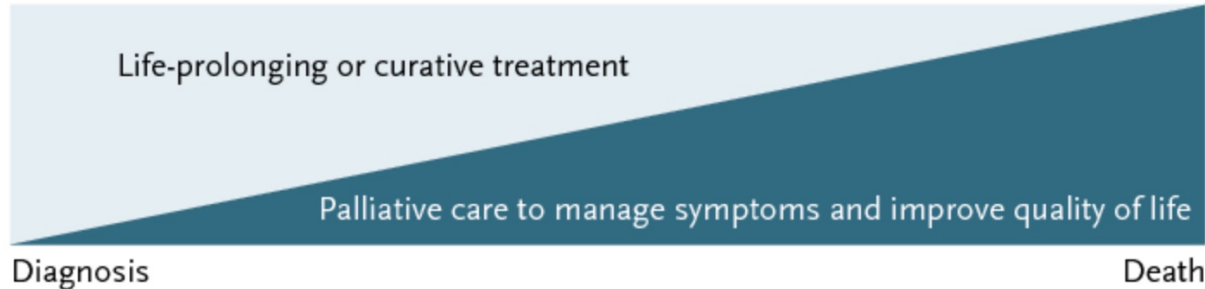 Life-prolonging or curative treatment
Palliative care to manage symptoms and improve quality of life
Diagnosis
Death